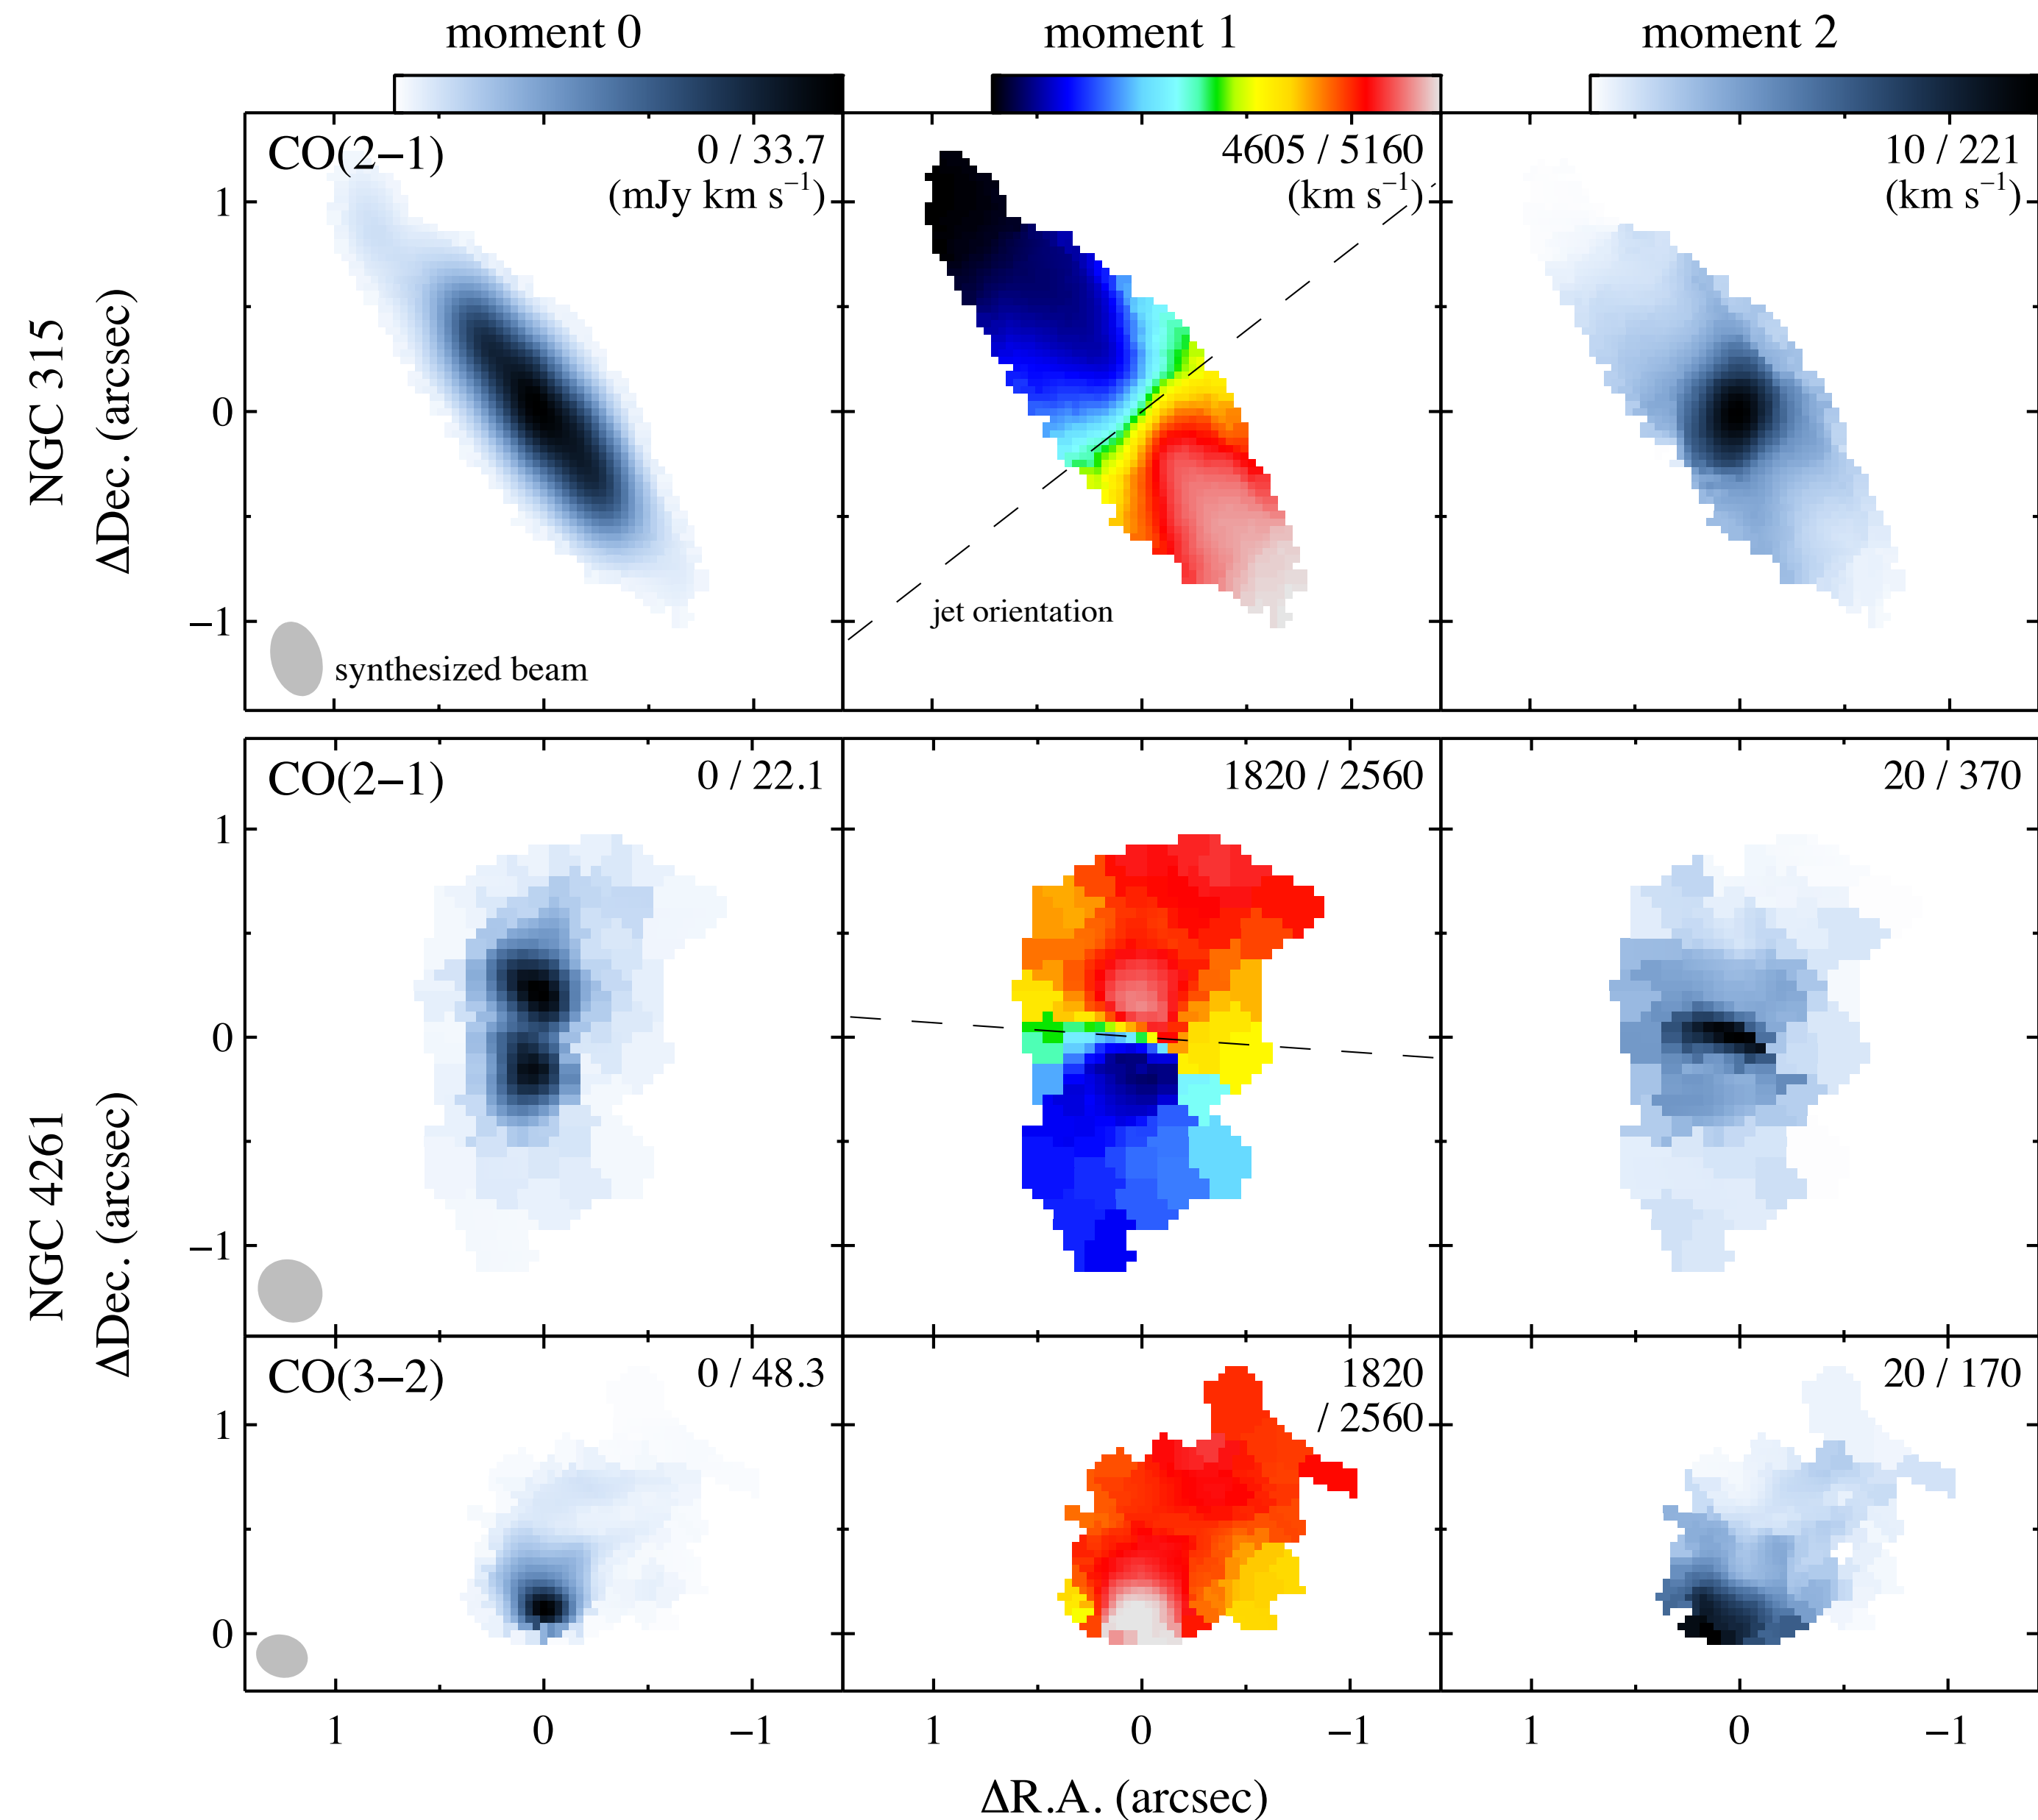 moment 0
moment 1
moment 2
CO(2−1)
0 / 33.7
(mJy km s⁻¹)
4605 / 5160
(km s⁻¹)
10 / 221
(km s⁻¹)
1
0
−1
NGC 315
ΔDec. (arcsec)
synthesized beam
jet orientation
CO(2−1)
0 / 22.1
1820 / 2560
20 / 370
1
0
−1
NGC 4261
ΔDec. (arcsec)
CO(3−2)
0 / 48.3
1820
/ 2560
20 / 170
1
0
1 0 −1 1 0 −1 1 0 −1
ΔR.A. (arcsec)